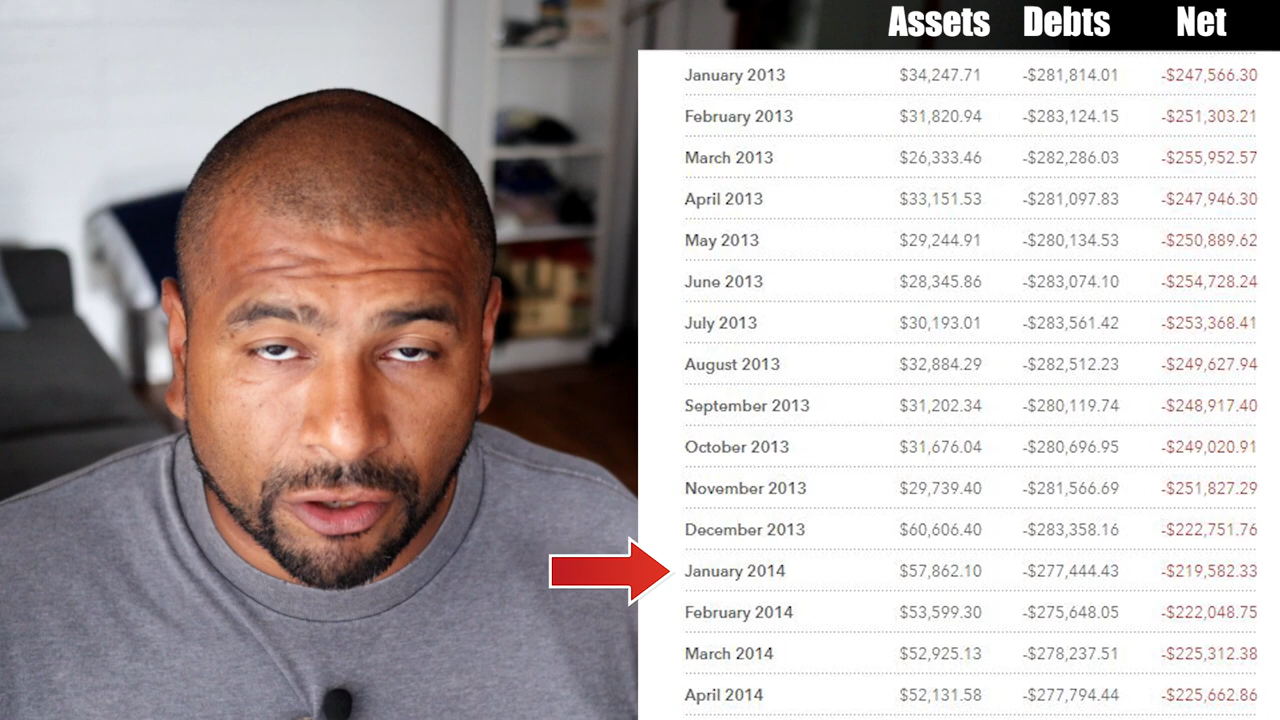 Assets Debts Net
January 2013 $34,247.71 -$281,814.01 -$247,566.30
February 2013 $31,820.94 -$283,124.15 -$251,303.21
March 2013 $26,333.46 -$282,286.03 -$255,952.57
April 2013 $33,151.53 -$281,097.83 -$247,946.30
May 2013 $29,244.91 -$280,134.53 -$250,889.62
June 2013 $28,345.86 -$283,074.10 -$254,728.24
July 2013 $30,193.01 -$283,561.42 -$253,368.41
August 2013 $32,884.29 -$282,512.23 -$249,627.94
September 2013 $31,202.34 -$280,119.74 -$248,917.40
October 2013 $31,676.04 -$280,696.95 -$249,020.91
November 2013 $29,739.40 -$281,566.69 -$251,827.29
December 2013 $60,606.40 -$283,358.16 -$222,751.76
January 2014 $57,862.10 -$277,444.43 -$219,582.33
February 2014 $53,599.30 -$275,648.05 -$222,048.75
March 2014 $52,925.13 -$278,237.51 -$225,312.38
April 2014 $52,131.58 -$277,794.44 -$225,662.86